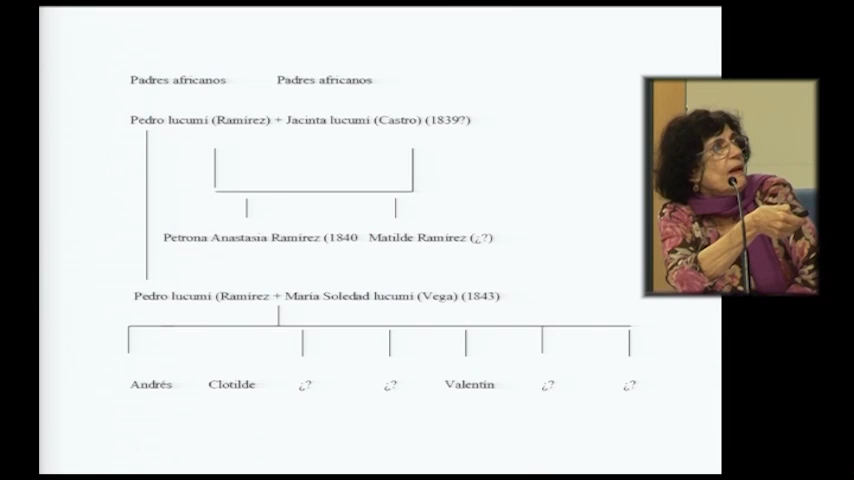 Padres africanos Padres africanos
Pedro lucumí (Ramírez) + Jacinta lucumí (Castro) (1839?)
Petrona Anastasia Ramírez (1840 Matilde Ramírez (¿?)
Pedro lucumí (Ramírez + María Soledad lucumí (Vega) (1843)
Andrés Clotilde ¿? ¿? Valentín ¿? ¿?